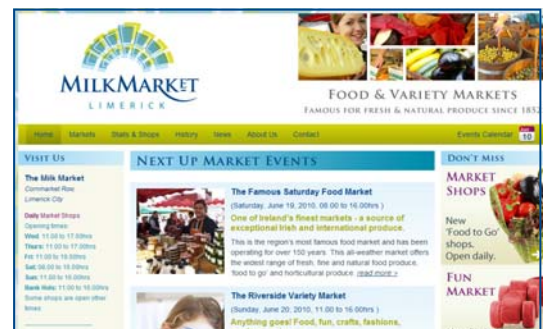 MILKMARKET
LIMERICK
FOOD & VARIETY MARKETS
FAMOUS FOR FRESH & NATURAL PRODUCE SINCE 1852
Home Markets Stalls & Shops History News About Us Contact Events Calendar 10
VISIT US
The Milk Market
Cornmarket Row,
Limerick City
Daily Market Shops
Opening times:
Wed: 11.00 to 17.00hrs
Thurs: 11.00 to 17.00hrs
Fri: 11.00 to 16.00hrs
Sat: 08.00 to 16.00hrs
Sun: 11.00 to 16.00hrs
Bank Hols: 11.00 to 16.00hrs
Some shops are open other
times.
NEXT UP MARKET EVENTS
The Famous Saturday Food Market
(Saturday, June 19, 2010. 08.00 to 16.00hrs )
One of Ireland's finest markets - a source of
exceptional Irish and international produce.
This is the region's most famous food market and has been
operating for over 150 years. This all-weather market offers
the widest range of fresh, fine and natural food produce,
'food to go' and horticultural produce. read more »
The Riverside Variety Market
(Sunday, June 20, 2010. 11.00 to 16.00hrs )
Anything goes! Food, fun, crafts, fashions,
DON'T MISS
MARKET
SHOPS
New
'Food to Go'
shops.
Open daily.
FUN
MARKET